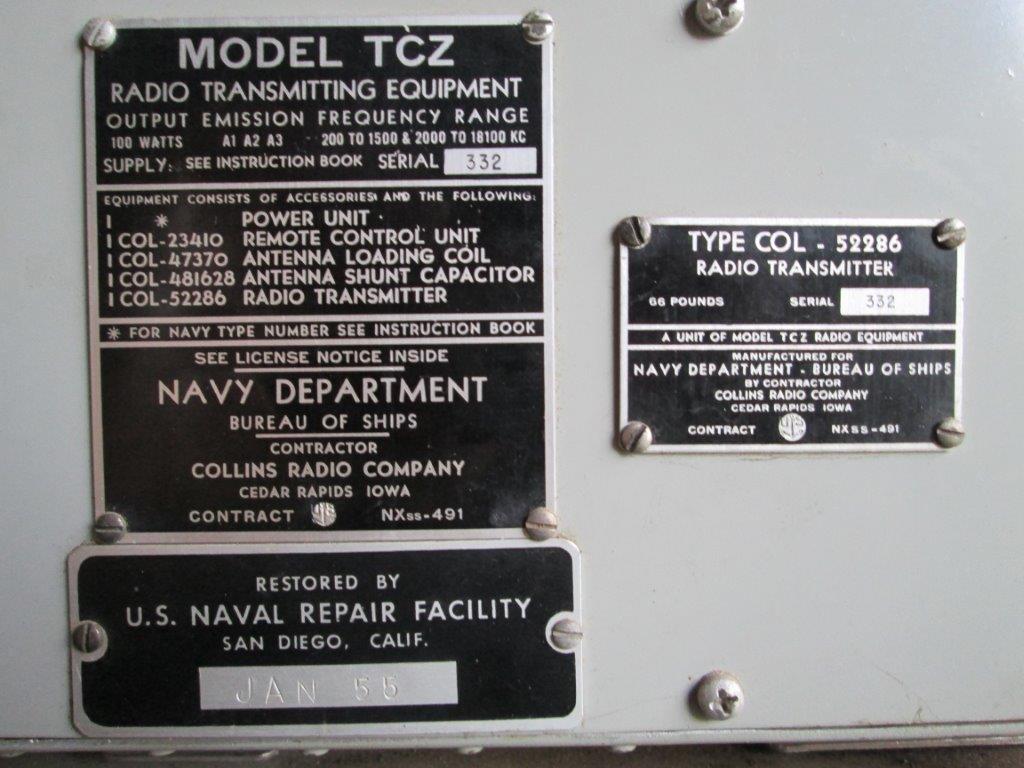 MODEL TCZ
RADIO TRANSMITTING EQUIPMENT
OUTPUT EMISSION FREQUENCY RANGE
100 WATTS A1 A2 A3 200 TO 1500 & 2000 TO 18100 KC
SUPPLY: SEE INSTRUCTION BOOK SERIAL 332
EQUIPMENT CONSISTS OF ACCESSORIES AND THE FOLLOWING:
1 * POWER UNIT
1 COL-23410 REMOTE CONTROL UNIT
1 COL-47370 ANTENNA LOADING COIL
1 COL-481628 ANTENNA SHUNT CAPACITOR
1 COL-52286 RADIO TRANSMITTER
* FOR NAVY TYPE NUMBER SEE INSTRUCTION BOOK
SEE LICENSE NOTICE INSIDE
NAVY DEPARTMENT
BUREAU OF SHIPS
CONTRACTOR
COLLINS RADIO COMPANY
CEDAR RAPIDS IOWA
CONTRACT US NXss-491
RESTORED BY
U.S. NAVAL REPAIR FACILITY
SAN DIEGO, CALIF.
JAN 55
TYPE COL - 52286
RADIO TRANSMITTER
66 POUNDS SERIAL 332
A UNIT OF MODEL TCZ RADIO EQUIPMENT
MANUFACTURED FOR
NAVY DEPARTMENT - BUREAU OF SHIPS
BY CONTRACTOR
COLLINS RADIO COMPANY
CEDAR RAPIDS IOWA
CONTRACT US NXss-491